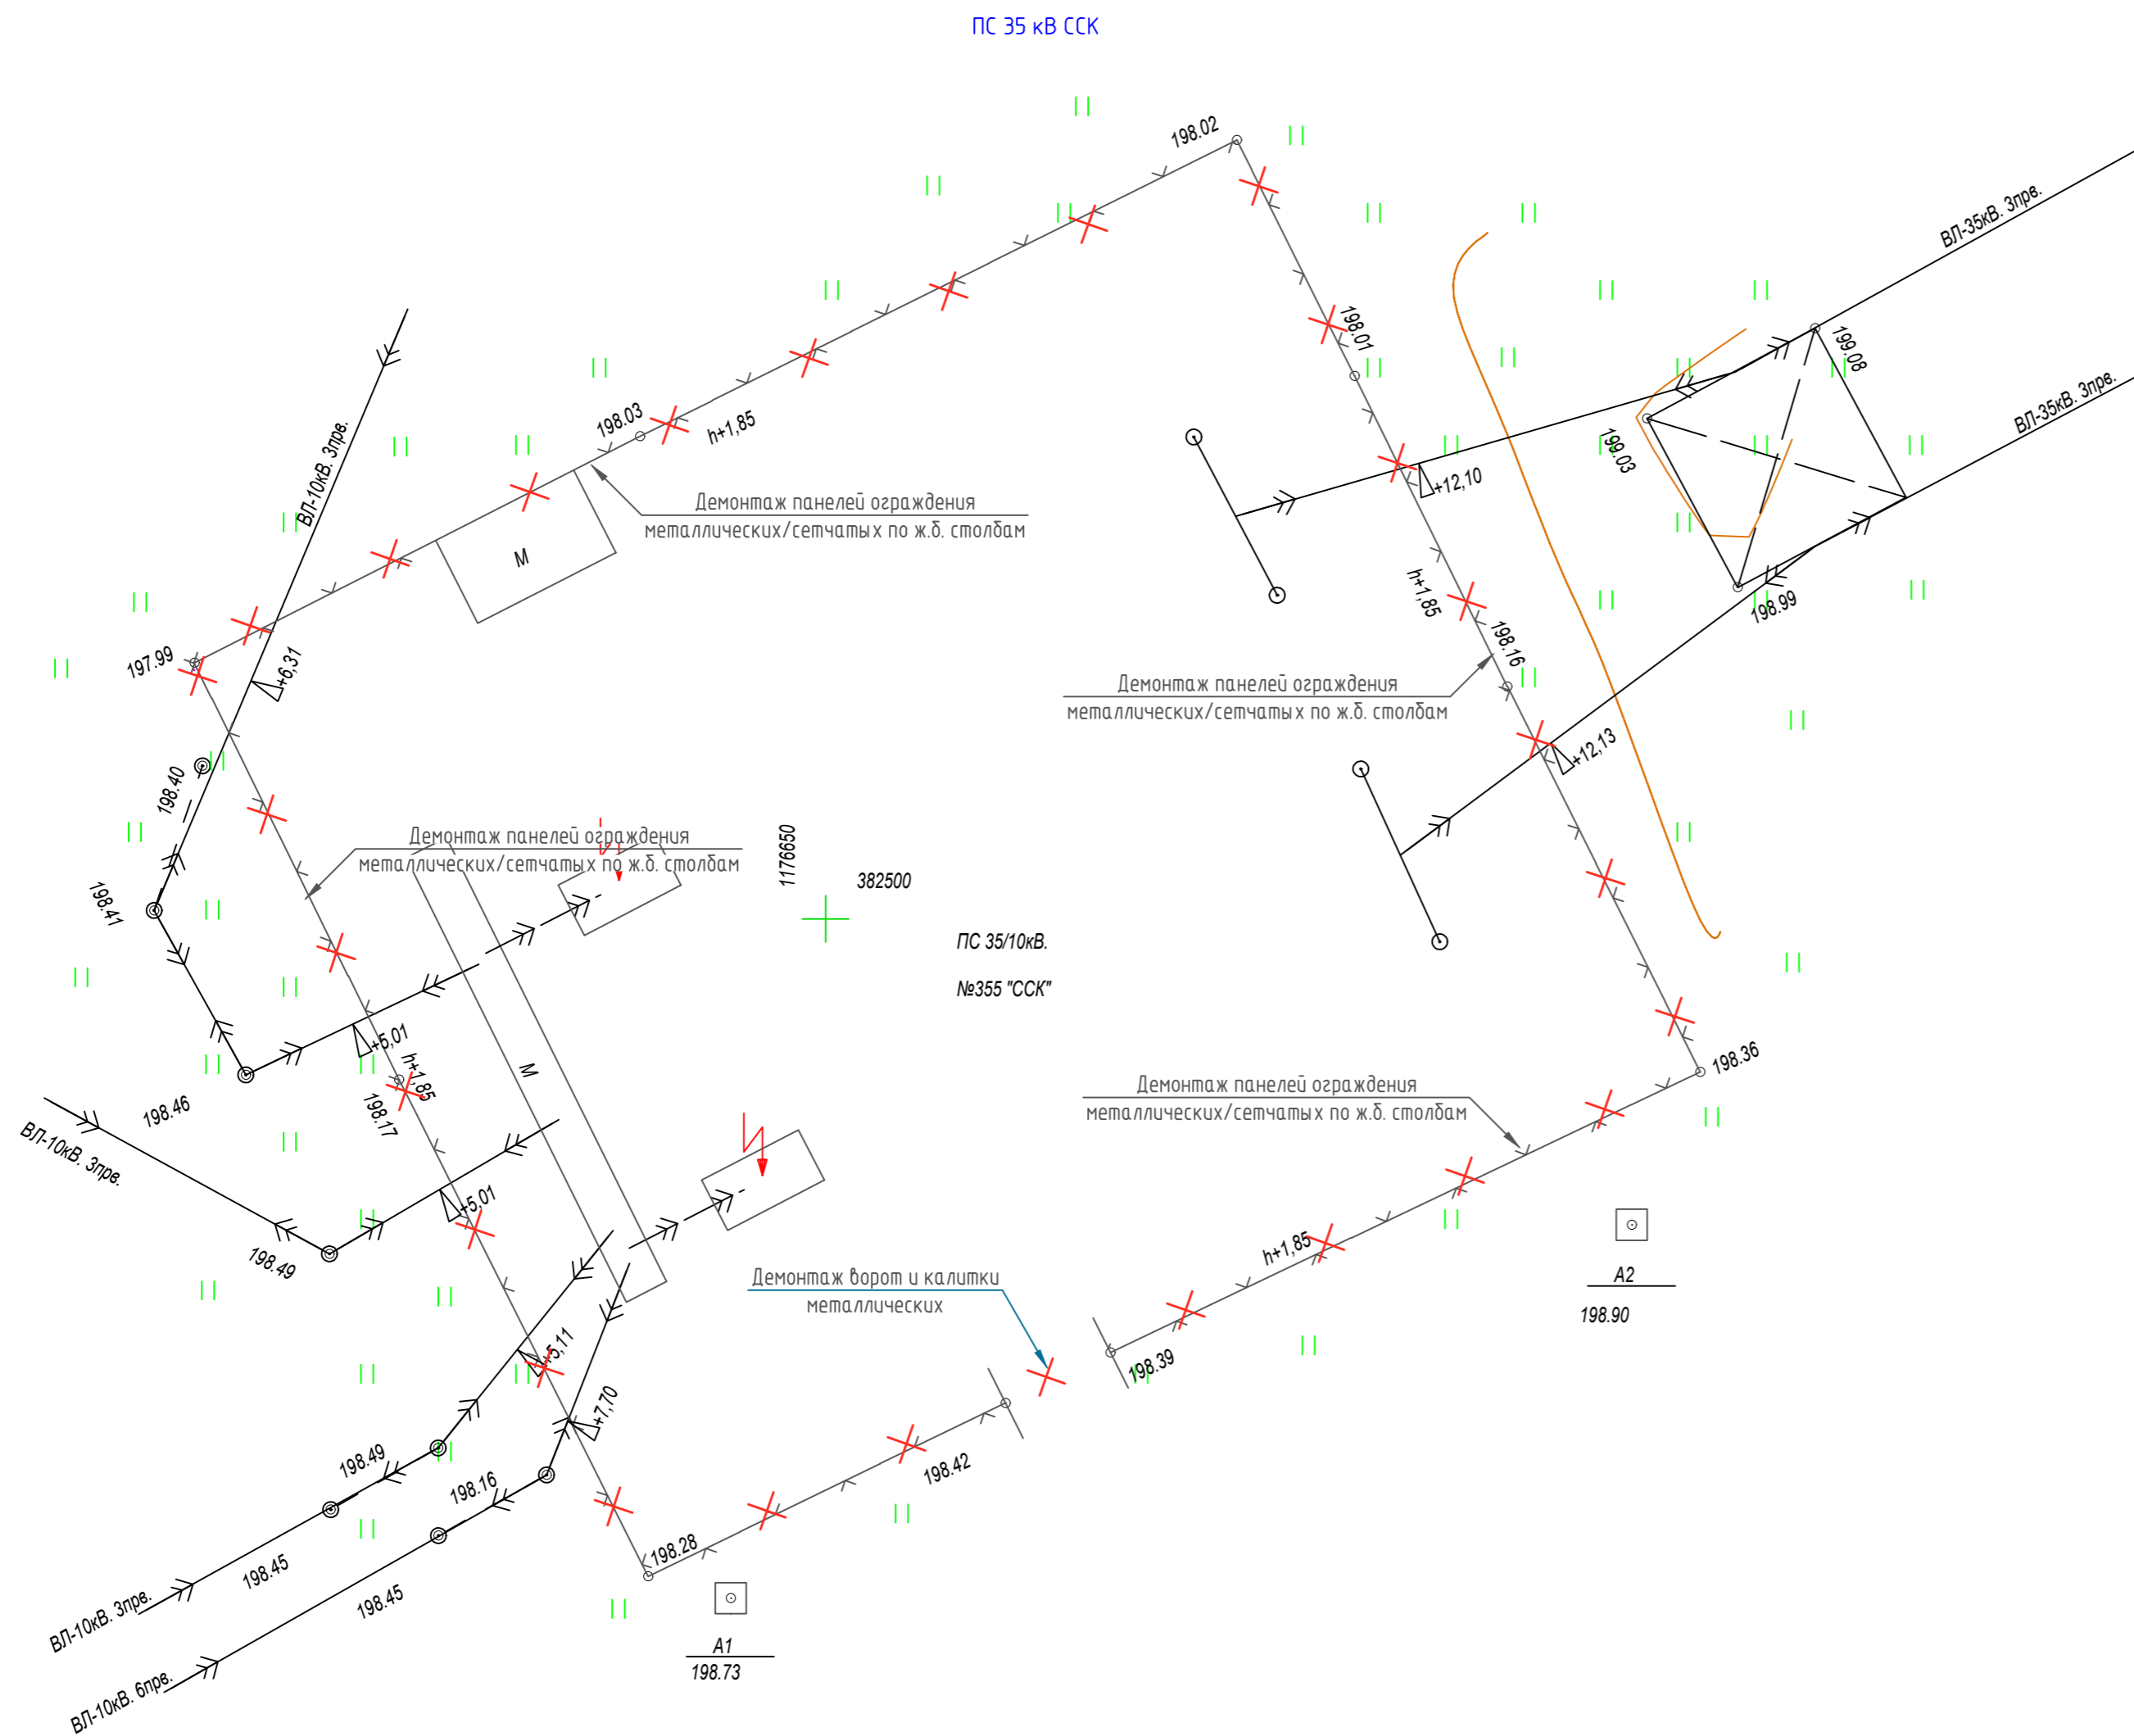 ПС 35 кВ ССК
198.02
ВЛ-35кВ. 3прв.
198.01
199.08
ВЛ-35кВ. 3прв.
198.03
h+1,85
ВЛ-10кВ. 3прв.
199.03
+12,10
Демонтаж панелей ограждения
металлических/сетчатых по ж.б. столбам
М
h+1,85
198.99
198.16
197.99
+6,31
Демонтаж панелей ограждения
металлических/сетчатых по ж.б. столбам
+12,13
198.40
Демонтаж панелей ограждения
металлических/сетчатых по ж.б. столбам
1176650
382500
198.41
ПС 35/10кВ.
№355 "ССК"
+5,01
h+1,85
М
198.36
198.46
198.17
Демонтаж панелей ограждения
металлических/сетчатых по ж.б. столбам
ВЛ-10кВ. 3прв.
+5,01
198.49
h+1,85
А2
198.90
Демонтаж ворот и калитки
металлических
+5,11
198.39
+7,70
198.49
198.16
198.42
198.28
198.45
198.45
ВЛ-10кВ. 3прв.
А1
198.73
ВЛ-10кВ. 6прв.